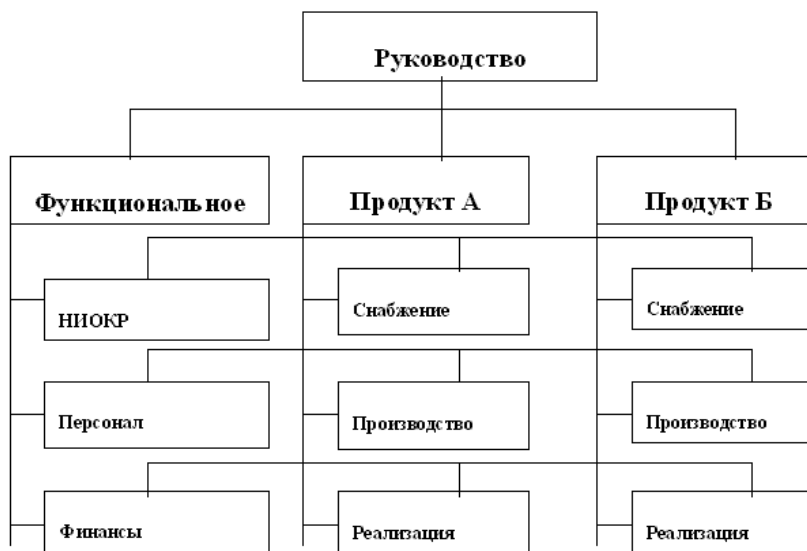 Руководство
Функциональное
Продукт А
Продукт Б
НИОКР
Снабжение
Снабжение
Персонал
Производство
Производство
Финансы
Реализация
Реализация